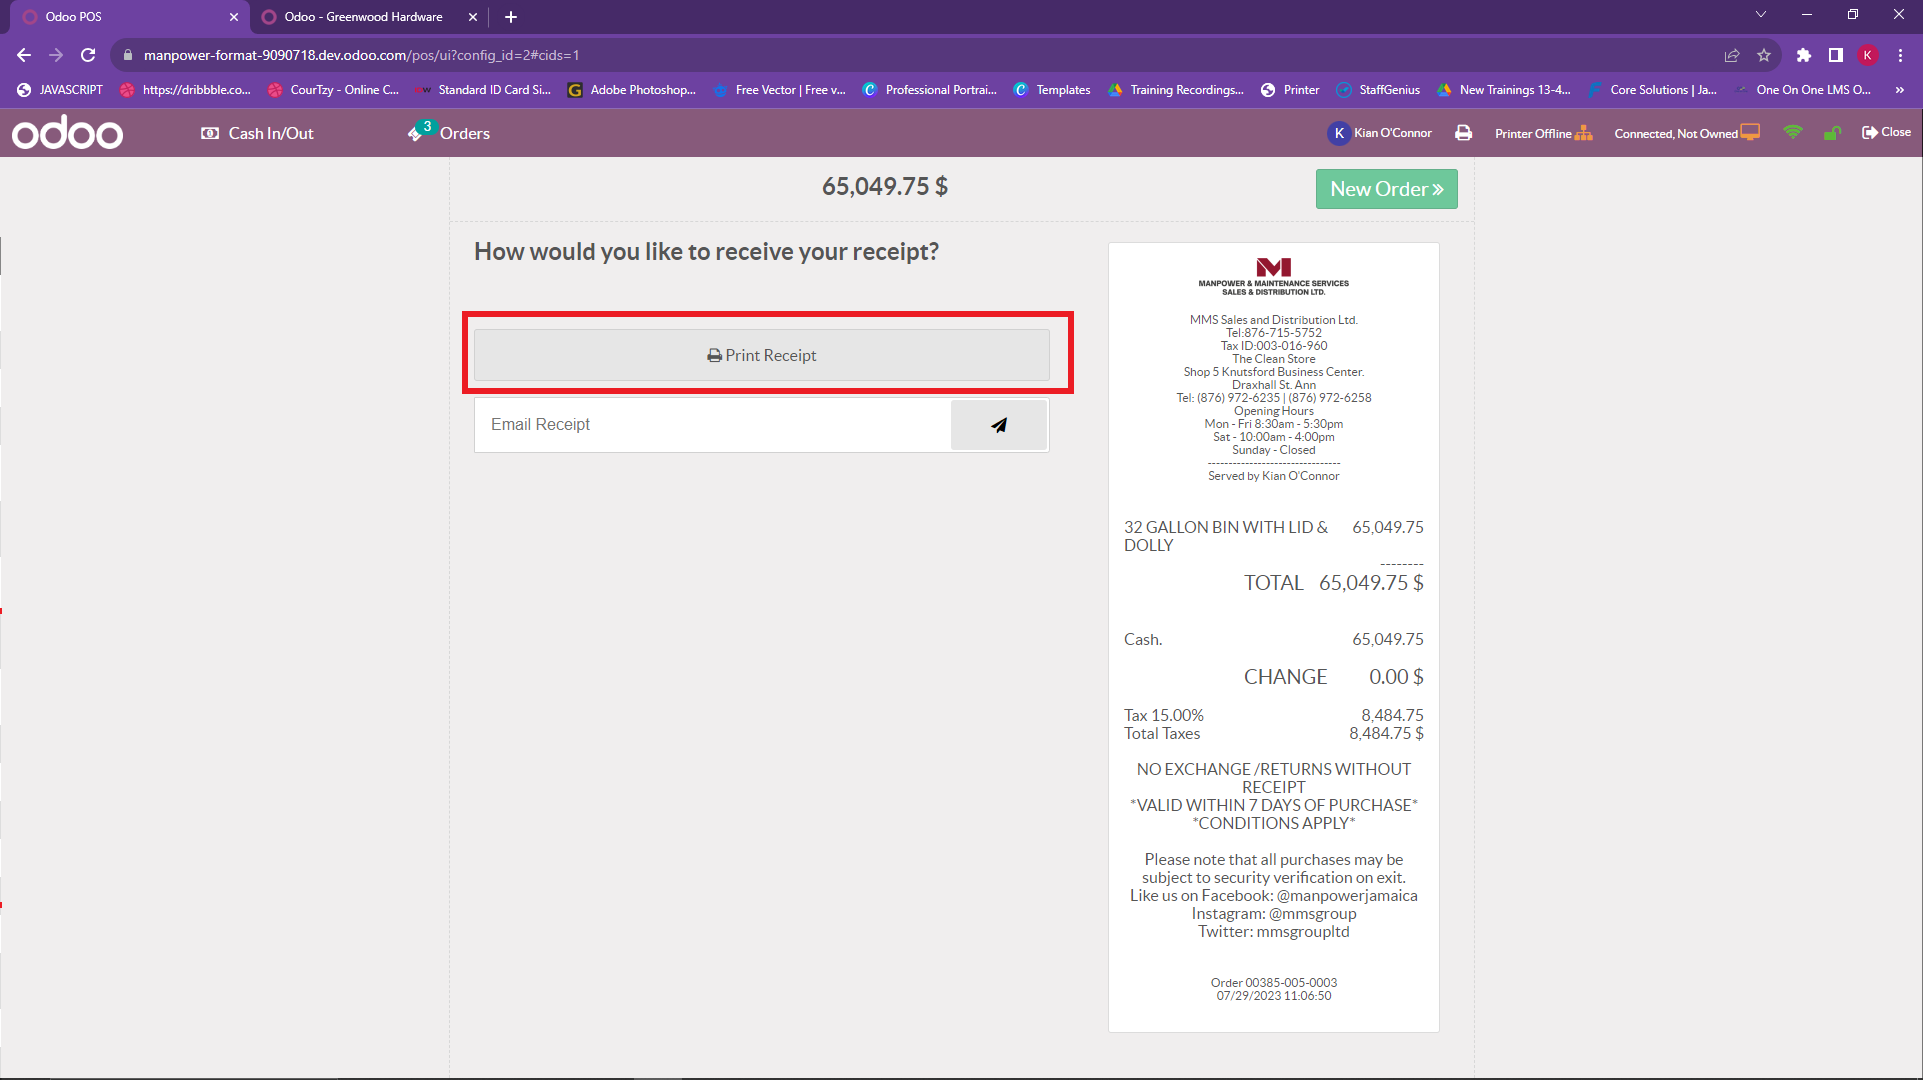 Odoo POS
Odoo - Greenwood Hardware
manpower-format-9090718.dev.odoo.com/pos/ui?config_id=2#cids=1
K
JAVASCRIPT
https://dribbble.co...
CourTzy - Online C...
Standard ID Card Si...
Adobe Photoshop...
Free Vector | Free v...
Professional Portrai...
Templates
Training Recordings...
Printer
StaffGenius
New Trainings 13-4...
Core Solutions | Ja...
One On One LMS O...
»
odoo
Cash In/Out
3
Orders
K
Kian O'Connor
Printer Offline
Connected, Not Owned
Close
65,049.75 $
New Order »
How would you like to receive your receipt?
Print Receipt
Email Receipt
MANPOWER & MAINTENANCE SERVICES
SALES & DISTRIBUTION LTD.
MMS Sales and Distribution Ltd.
Tel:876-715-5752
Tax ID:003-016-960
The Clean Store
Shop 5 Knutsford Business Center.
Draxhall St. Ann
Tel: (876) 972-6235 | (876) 972-6258
Opening Hours
Mon - Fri 8:30am - 5:30pm
Sat - 10:00am - 4:00pm
Sunday - Closed
--------------------------------
Served by Kian O'Connor
32 GALLON BIN WITH LID & 65,049.75
DOLLY
--------
TOTAL 65,049.75 $
Cash. 65,049.75
CHANGE 0.00 $
Tax 15.00% 8,484.75
Total Taxes 8,484.75 $
NO EXCHANGE /RETURNS WITHOUT
RECEIPT
*VALID WITHIN 7 DAYS OF PURCHASE*
*CONDITIONS APPLY*
Please note that all purchases may be
subject to security verification on exit.
Like us on Facebook: @manpowerjamaica
Instagram: @mmsgroup
Twitter: mmsgroupltd
Order 00385-005-0003
07/29/2023 11:06:50